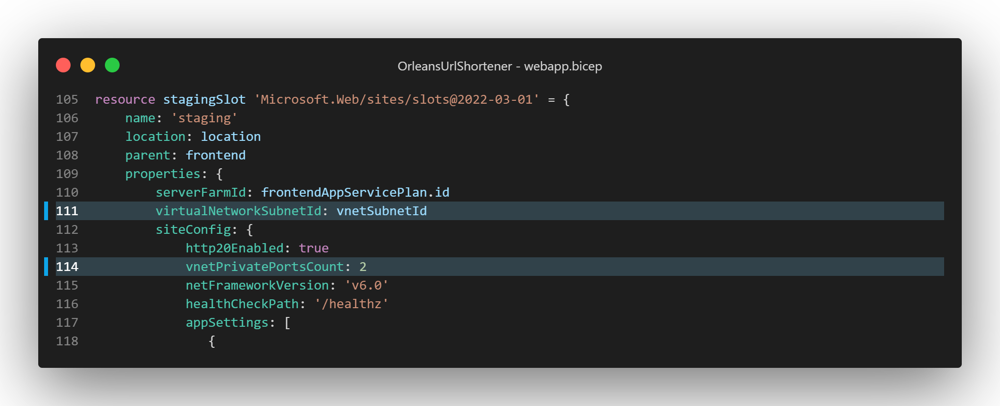 OrleansUrlShortener - webapp.bicep
105 resource stagingSlot 'Microsoft.Web/sites/slots@2022-03-01' = {
106     name: 'staging'
107     location: location
108     parent: frontend
109     properties: {
110         serverFarmId: frontendAppServicePlan.id
111         virtualNetworkSubnetId: vnetSubnetId
112         siteConfig: {
113             http20Enabled: true
114             vnetPrivatePortsCount: 2
115             netFrameworkVersion: 'v6.0'
116             healthCheckPath: '/healthz'
117             appSettings: [
118                {